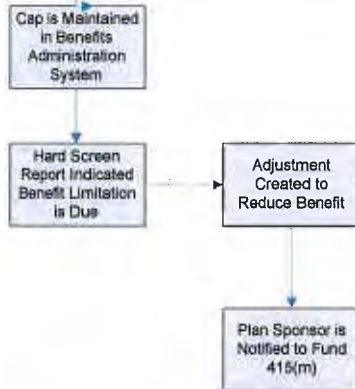 Cap is Maintained
in Benefits
Administration
System
Hard Screen
Report Indicated
Benefit Limitation
is Due
Adjustment
Created to
Reduce Benefit
Plan Sponsor is
Notified to Fund
415(m)